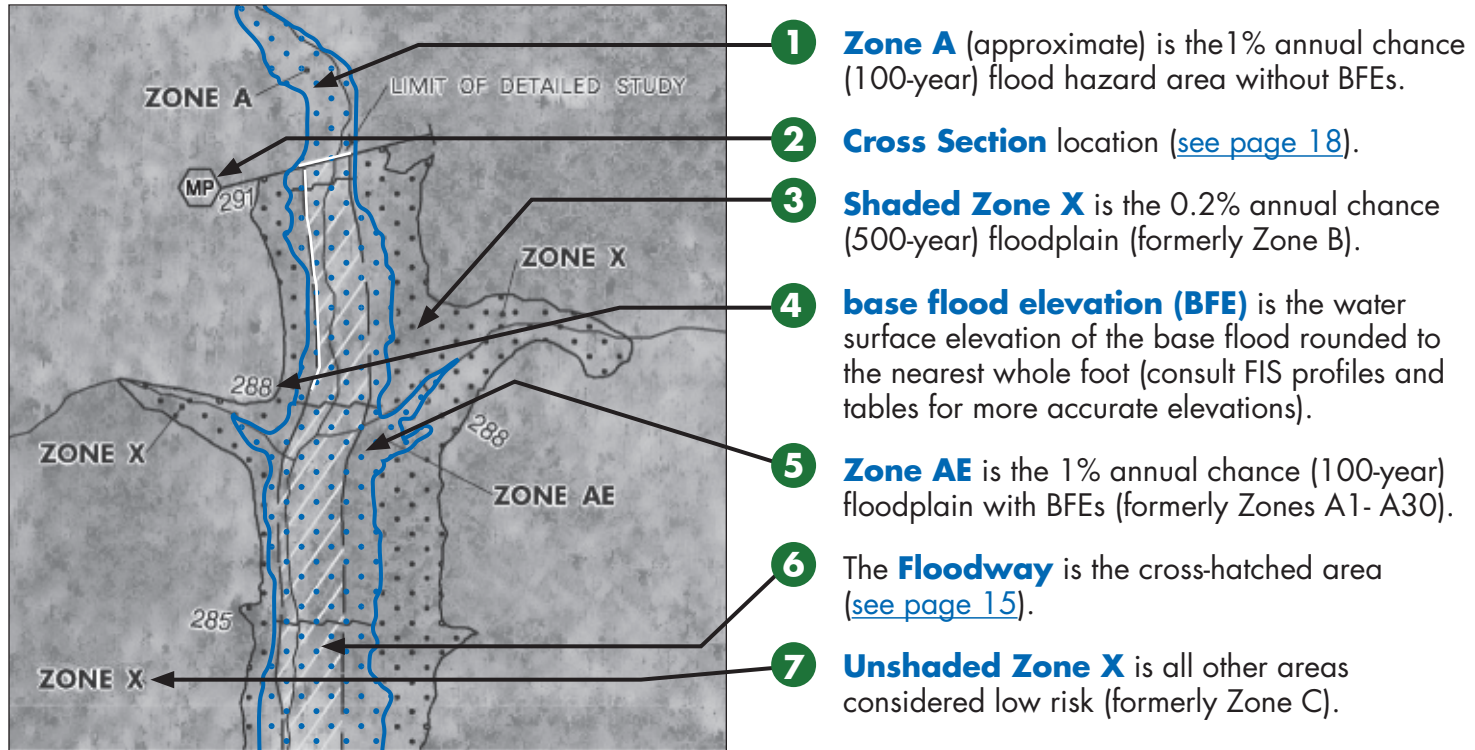 ZONE A
LIMIT OF DETAILED STUDY
MP
291
ZONE X
288
ZONE X
288
ZONE AE
285
ZONE X
1 Zone A (approximate) is the1% annual chance
(100-year) flood hazard area without BFEs.
2 Cross Section location (see page 18).
3 Shaded Zone X is the 0.2% annual chance
(500-year) floodplain (formerly Zone B).
4 base flood elevation (BFE) is the water
surface elevation of the base flood rounded to
the nearest whole foot (consult FIS profiles and
tables for more accurate elevations).
5 Zone AE is the 1% annual chance (100-year)
floodplain with BFEs (formerly Zones A1- A30).
6 The Floodway is the cross-hatched area
(see page 15).
7 Unshaded Zone X is all other areas
considered low risk (formerly Zone C).